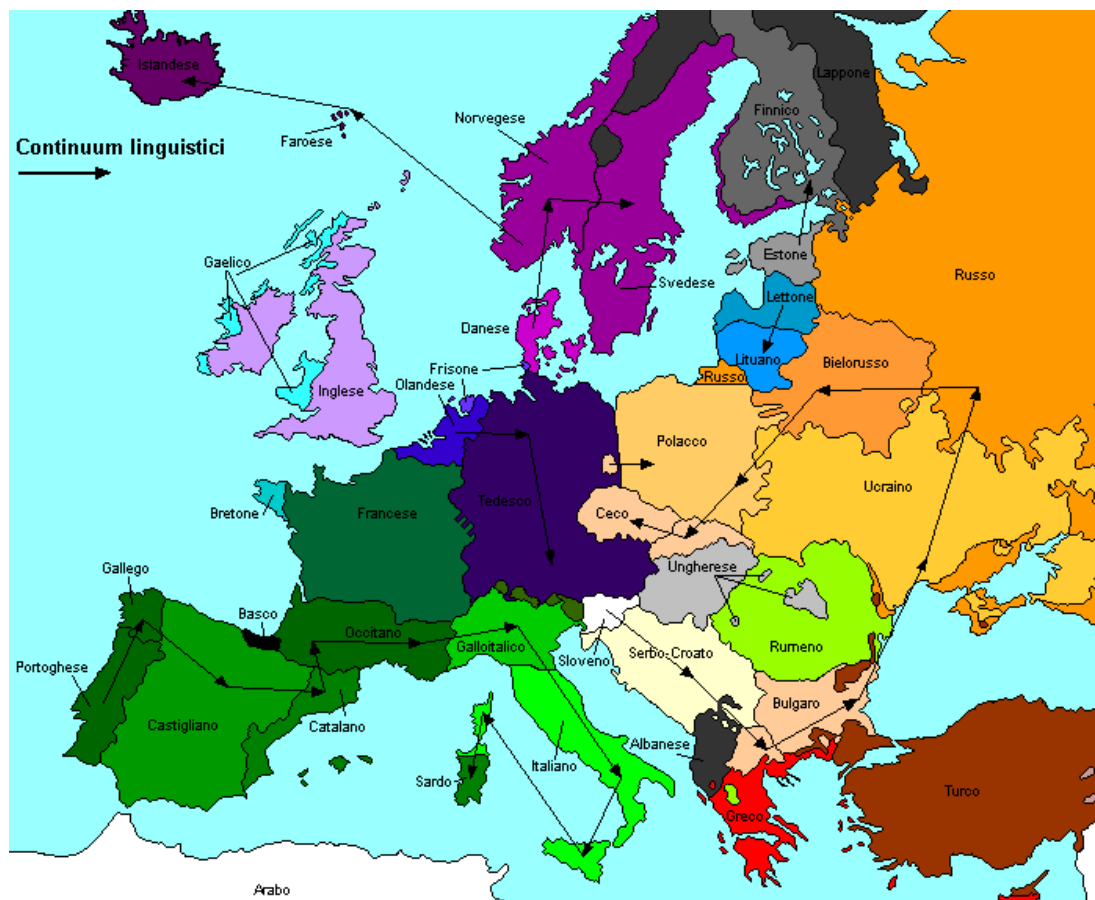 Islandese
Lappone
Finnico
Norvegese
Faroese
Continuum linguistici
Gaelico
Estone
Russo
Svedese
Lettone
Danese
Lituano
Bielorusso
Frisone
Russo
Olandese
Inglese
Polacco
Ucraino
Tedesco
Bretone
Francese
Ceco
Ungherese
Gallego
Basco
Occitano
Galloitalico
Sloveno
Serbo-Croato
Rumeno
Portoghese
Castigliano
Catalano
Bulgaro
Albanese
Italiano
Sardo
Turco
Greco
Arabo